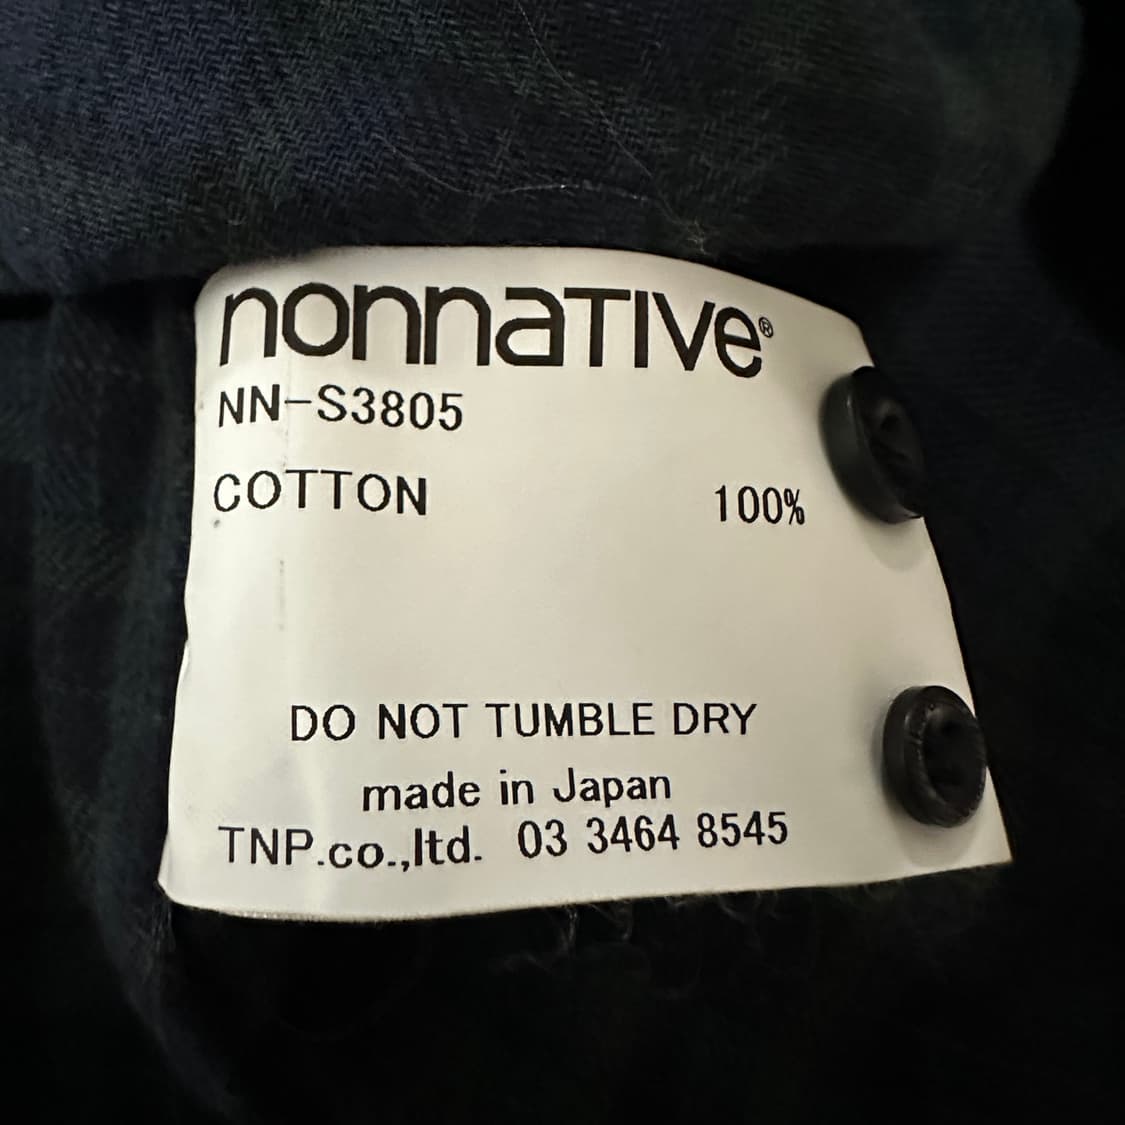 nonnaTIVe®
NN-S3805
COTTON 100%
DO NOT TUMBLE DRY
made in Japan
TNP.co.,ltd. 03 3464 8545